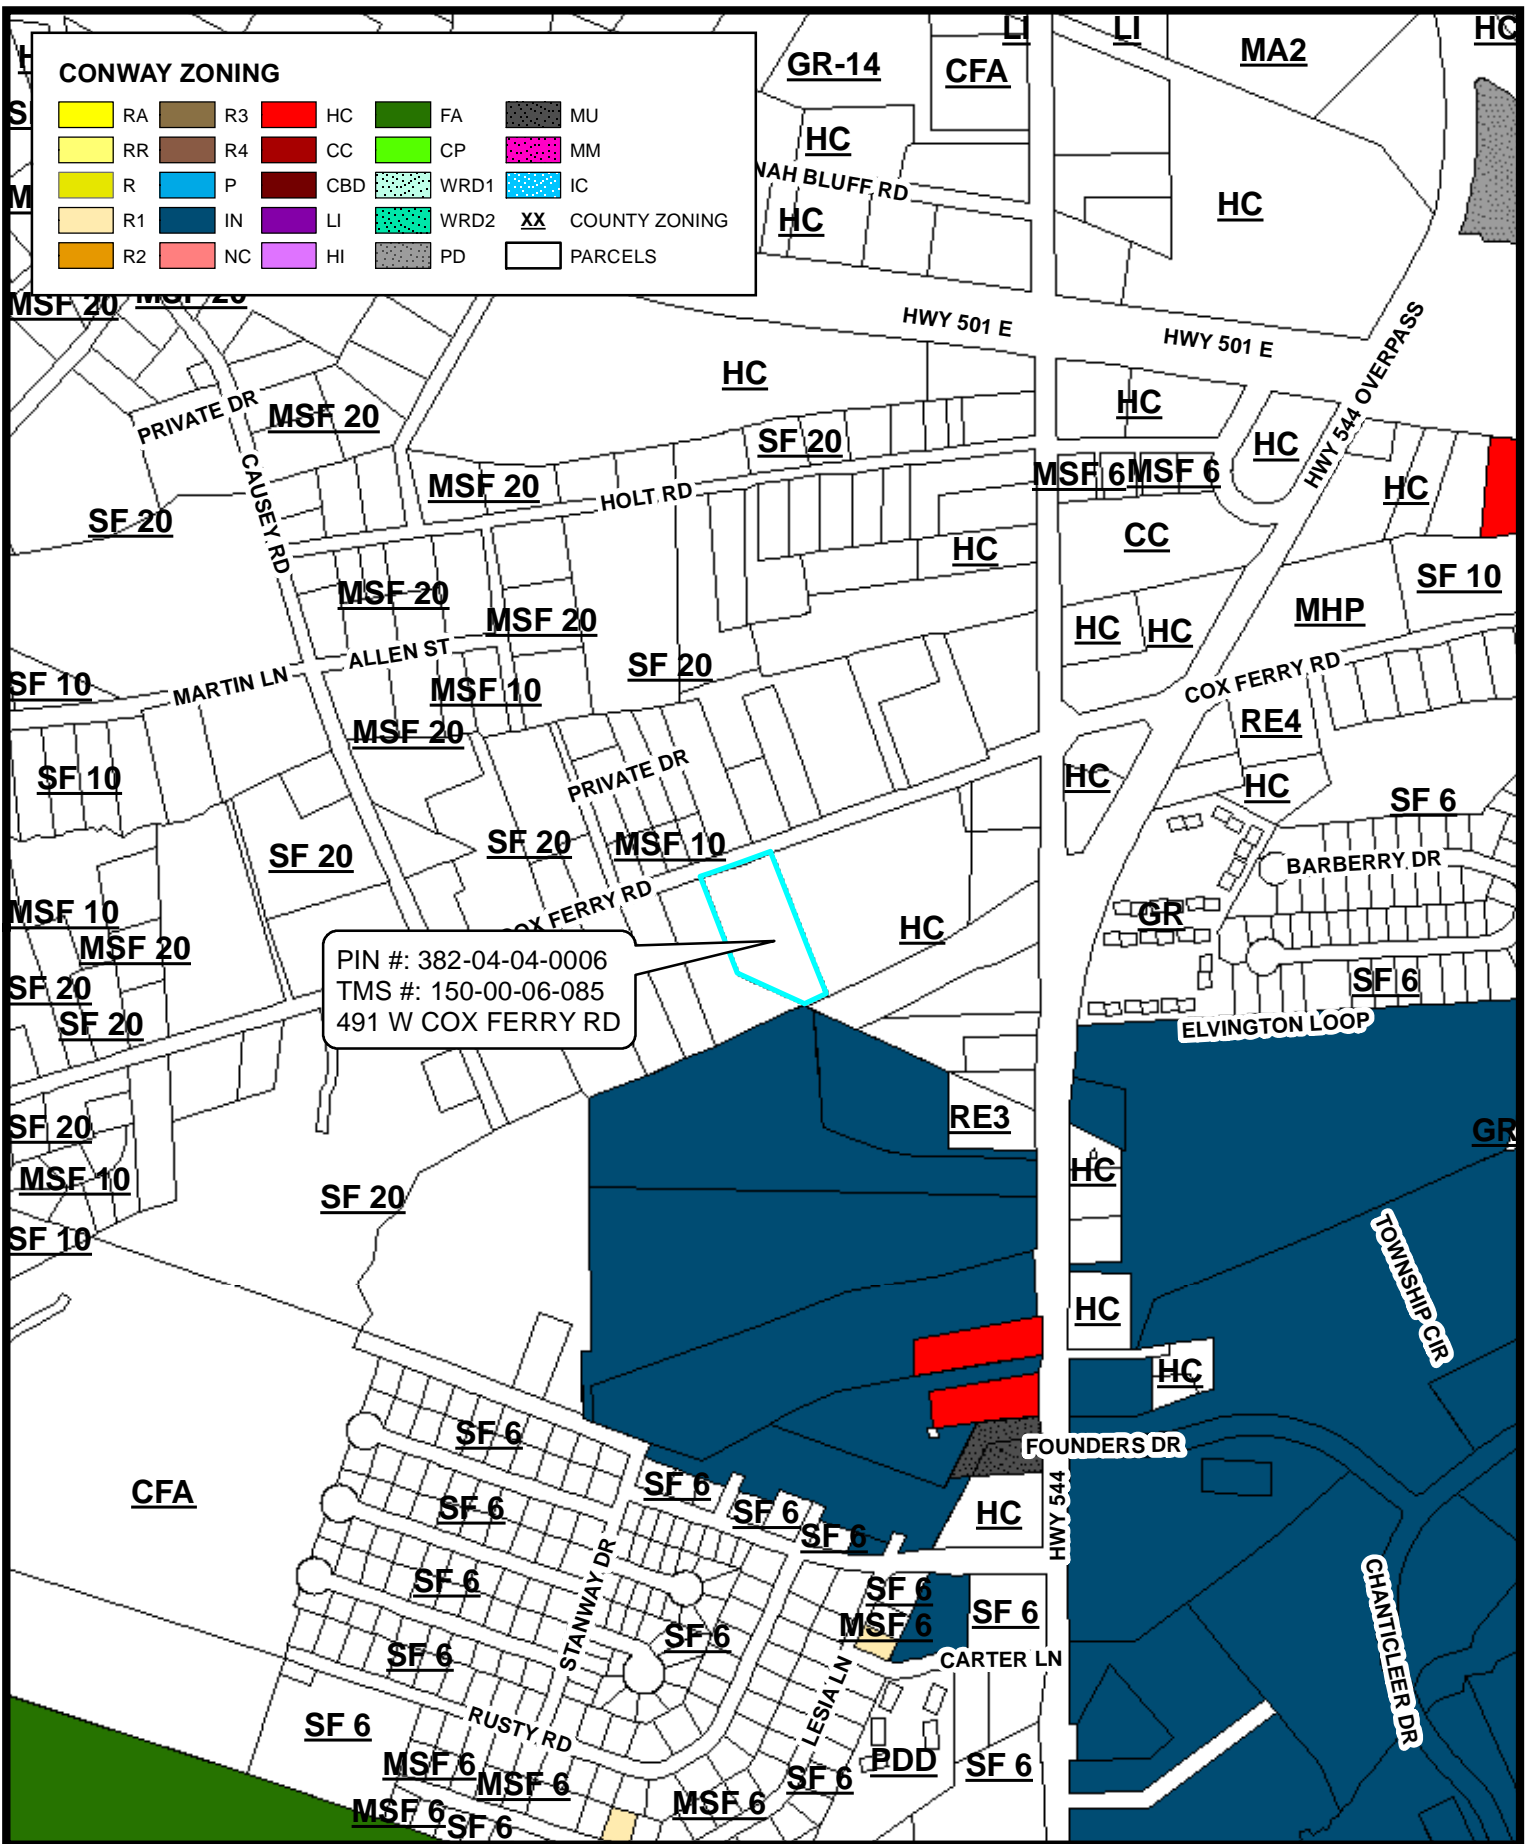 CONWAY ZONING
RA R3 HC FA MU
RR R4 CC CP MM
R P CBD WRD1 IC
R1 IN LI WRD2 XX COUNTY ZONING
R2 NC HI PD PARCELS
LI
LI
HC
GR-14
CFA
MA2
HC
NAH BLUFF RD
HC
HC
MSF 20
HWY 501 E
HWY 501 E
HWY 544 OVERPASS
HC
HC
PRIVATE DR
MSF 20
SF 20
HC
CAUSEY RD
MSF 20
HOLT RD
MSF 6
MSF 6
HC
SF 20
CC
HC
SF 10
MSF 20
MSF 20
MHP
HC
HC
ALLEN ST
SF 20
MARTIN LN
SF 10
MSF 10
COX FERRY RD
MSF 20
RE4
SF 10
PRIVATE DR
HC
HC
SF 6
SF 20
SF 20
MSF 10
BARBERRY DR
COX FERRY RD
MSF 10
MSF 20
GR
HC
PIN #: 382-04-04-0006
TMS #: 150-00-06-085
491 W COX FERRY RD
SF 20
SF 20
SF 6
ELVINGTON LOOP
RE3
SF 20
GR
MSF 10
HC
SF 20
SF 10
TOWNSHIP CIR
HC
HC
SF 6
FOUNDERS DR
CFA
SF 6
SF 6
SF 6
HC
HWY 544
SF 6
SF 6
SF 6
MSF 6
SF 6
STANWAY DR
SF 6
SF 6
CARTER LN
CHANTICLEER DR
LESIA LN
SF 6
RUSTY RD
MSF 6
PDD
SF 6
MSF 6
SF 6
MSF 6
MSF 6
SF 6